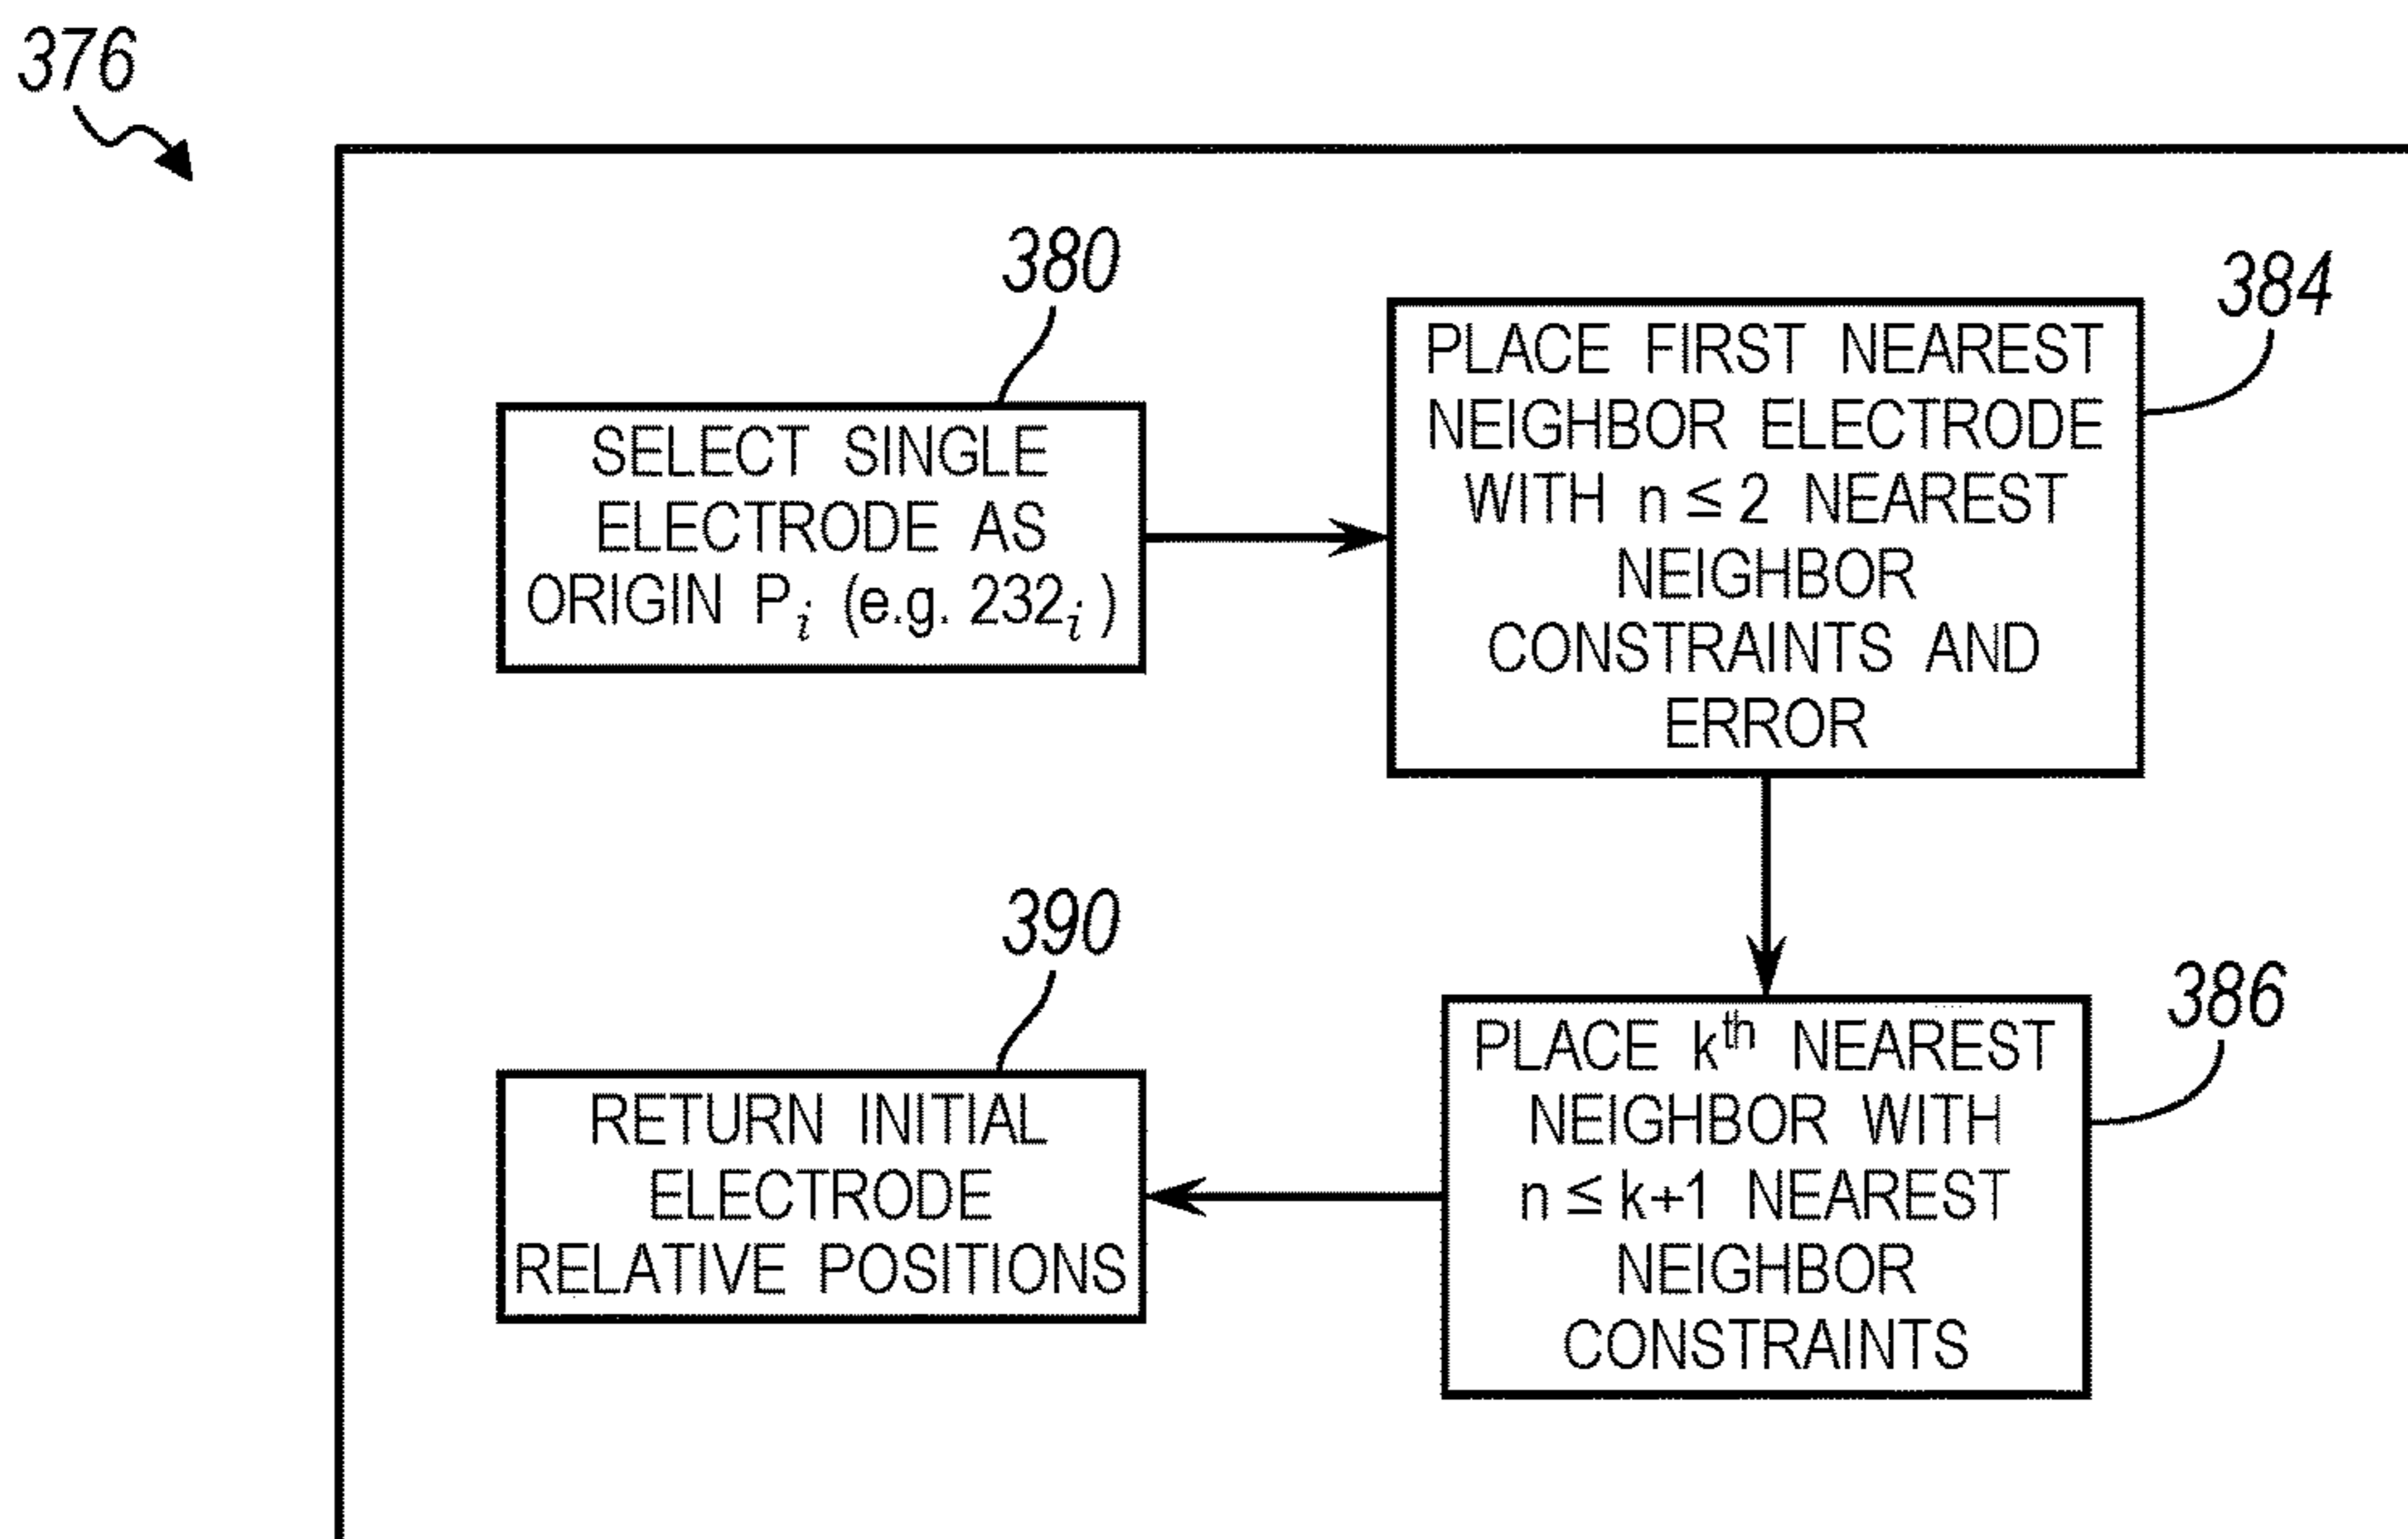 376
380
SELECT SINGLE
ELECTRODE AS
ORIGIN Pᵢ (e.g. 232ᵢ)
384
PLACE FIRST NEAREST
NEIGHBOR ELECTRODE
WITH n ≤ 2 NEAREST
NEIGHBOR
CONSTRAINTS AND
ERROR
386
PLACE kᵗʰ NEAREST
NEIGHBOR WITH
n ≤ k+1 NEAREST
NEIGHBOR
CONSTRAINTS
390
RETURN INITIAL
ELECTRODE
RELATIVE POSITIONS